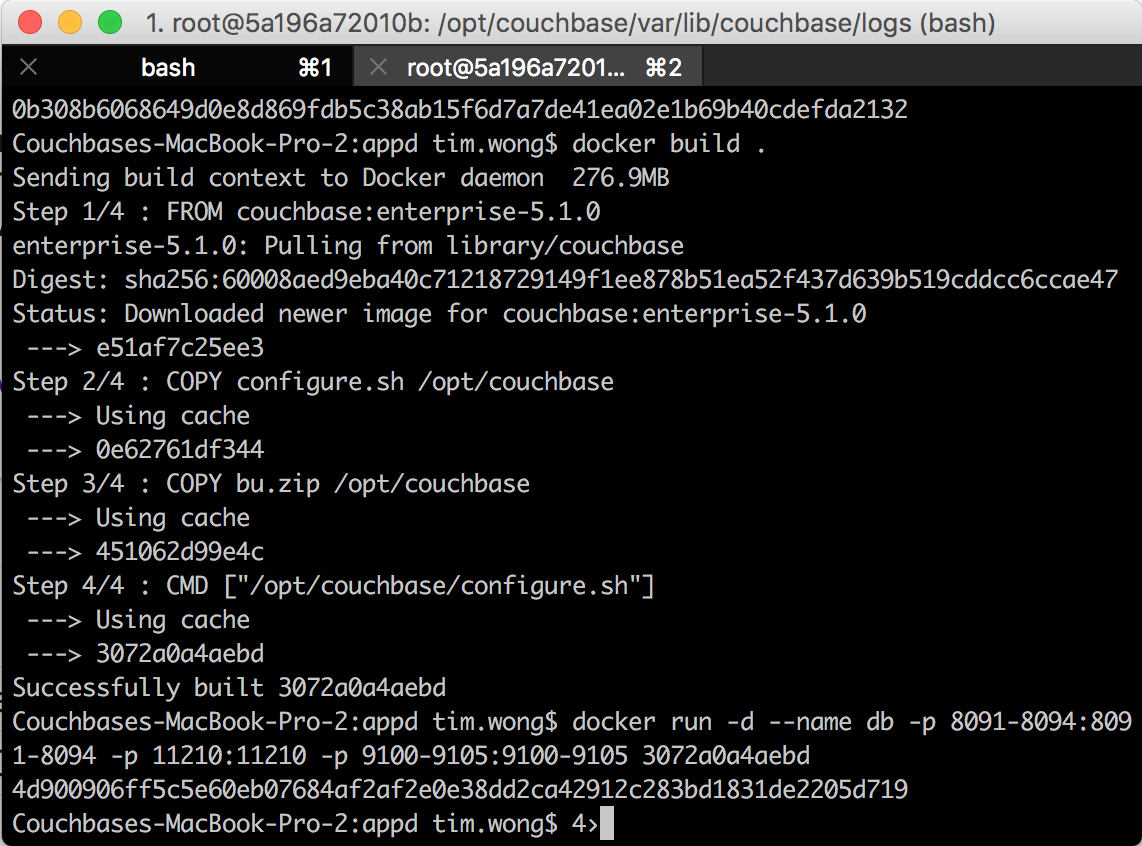 1. root@5a196a72010b: /opt/couchbase/var/lib/couchbase/logs (bash)
bash ⌘1 root@5a196a7201... ⌘2
0b308b6068649d0e8d869fdb5c38ab15f6d7a7de41ea02e1b69b40cdefda2132
Couchbases-MacBook-Pro-2:appd tim.wong$ docker build .
Sending build context to Docker daemon  276.9MB
Step 1/4 : FROM couchbase:enterprise-5.1.0
enterprise-5.1.0: Pulling from library/couchbase
Digest: sha256:60008aed9eba40c71218729149f1ee878b51ea52f437d639b519cddcc6ccae47
Status: Downloaded newer image for couchbase:enterprise-5.1.0
 ---> e51af7c25ee3
Step 2/4 : COPY configure.sh /opt/couchbase
 ---> Using cache
 ---> 0e62761df344
Step 3/4 : COPY bu.zip /opt/couchbase
 ---> Using cache
 ---> 451062d99e4c
Step 4/4 : CMD ["/opt/couchbase/configure.sh"]
 ---> Using cache
 ---> 3072a0a4aebd
Successfully built 3072a0a4aebd
Couchbases-MacBook-Pro-2:appd tim.wong$ docker run -d --name db -p 8091-8094:809
1-8094 -p 11210:11210 -p 9100-9105:9100-9105 3072a0a4aebd
4d900906ff5c5e60eb07684af2af2e0e38dd2ca42912c283bd1831de2205d719
Couchbases-MacBook-Pro-2:appd tim.wong$ 4>